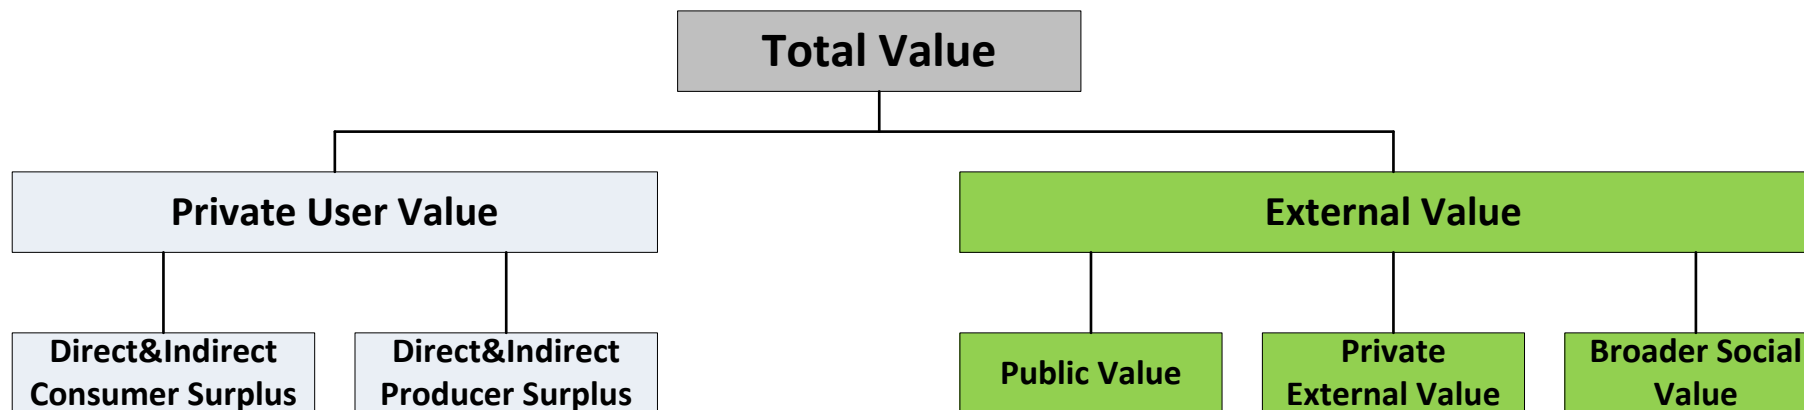 Total Value
Private User Value
External Value
Direct&Indirect
Consumer Surplus
Direct&Indirect
Producer Surplus
Public Value
Private
External Value
Broader Social
Value